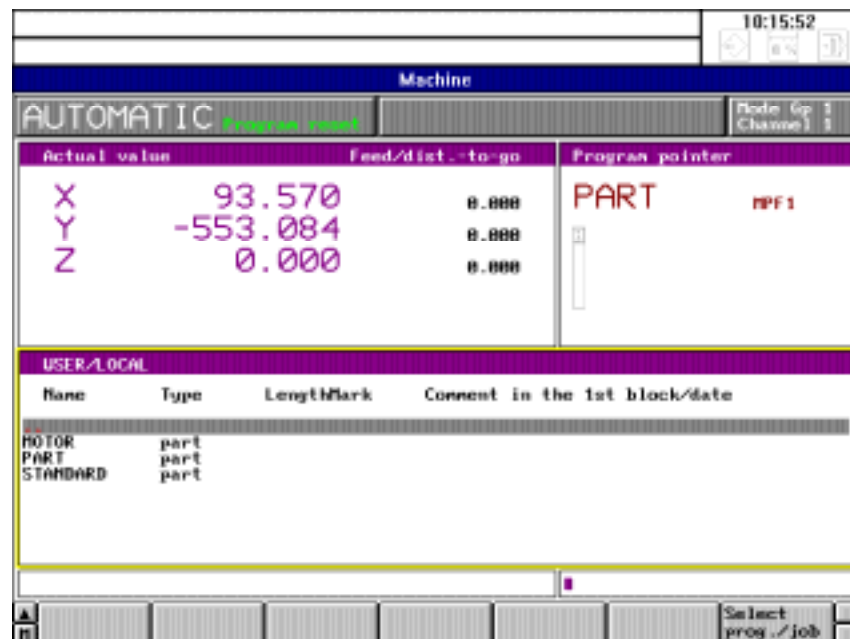 10:15:52
0 %
Machine
AUTOMATIC Program reset
Mode Gp 1
Channel 1
Actual value Feed/dist.-to-go Program pointer
X 93.570 0.000 PART MPF1
Y -553.084 0.000
Z 0.000 0.000
USER/LOCAL
Name Type LengthMark Comment in the 1st block/date
..
MOTOR part
PART part
STANDARD part
Select
prog./job
M